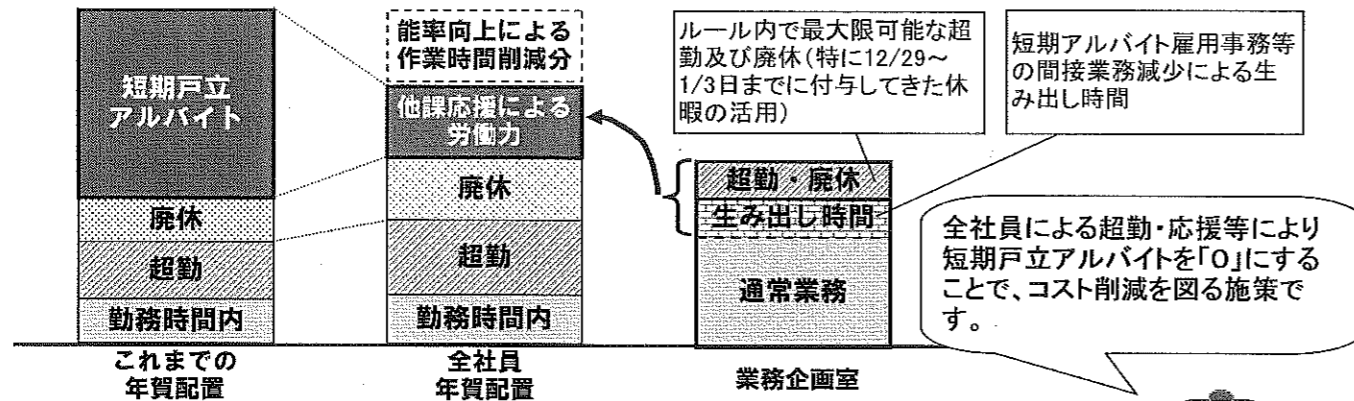 短期戸立
アルバイト
廃休
超勤
勤務時間内
これまでの
年賀配置
能率向上による
作業時間削減分
他課応援による
労働力
廃休
超勤
勤務時間内
全社員
年賀配置
ルール内で最大限可能な超
勤及び廃休(特に12/29～
1/3日までに付与してきた休
暇の活用)
超勤・廃休
生み出し時間
通常業務
業務企画室
短期アルバイト雇用事務等
の間接業務減少による生
み出し時間
全社員による超勤・応援等により
短期戸立アルバイトを「0」にする
ことで、コスト削減を図る施策で
す。